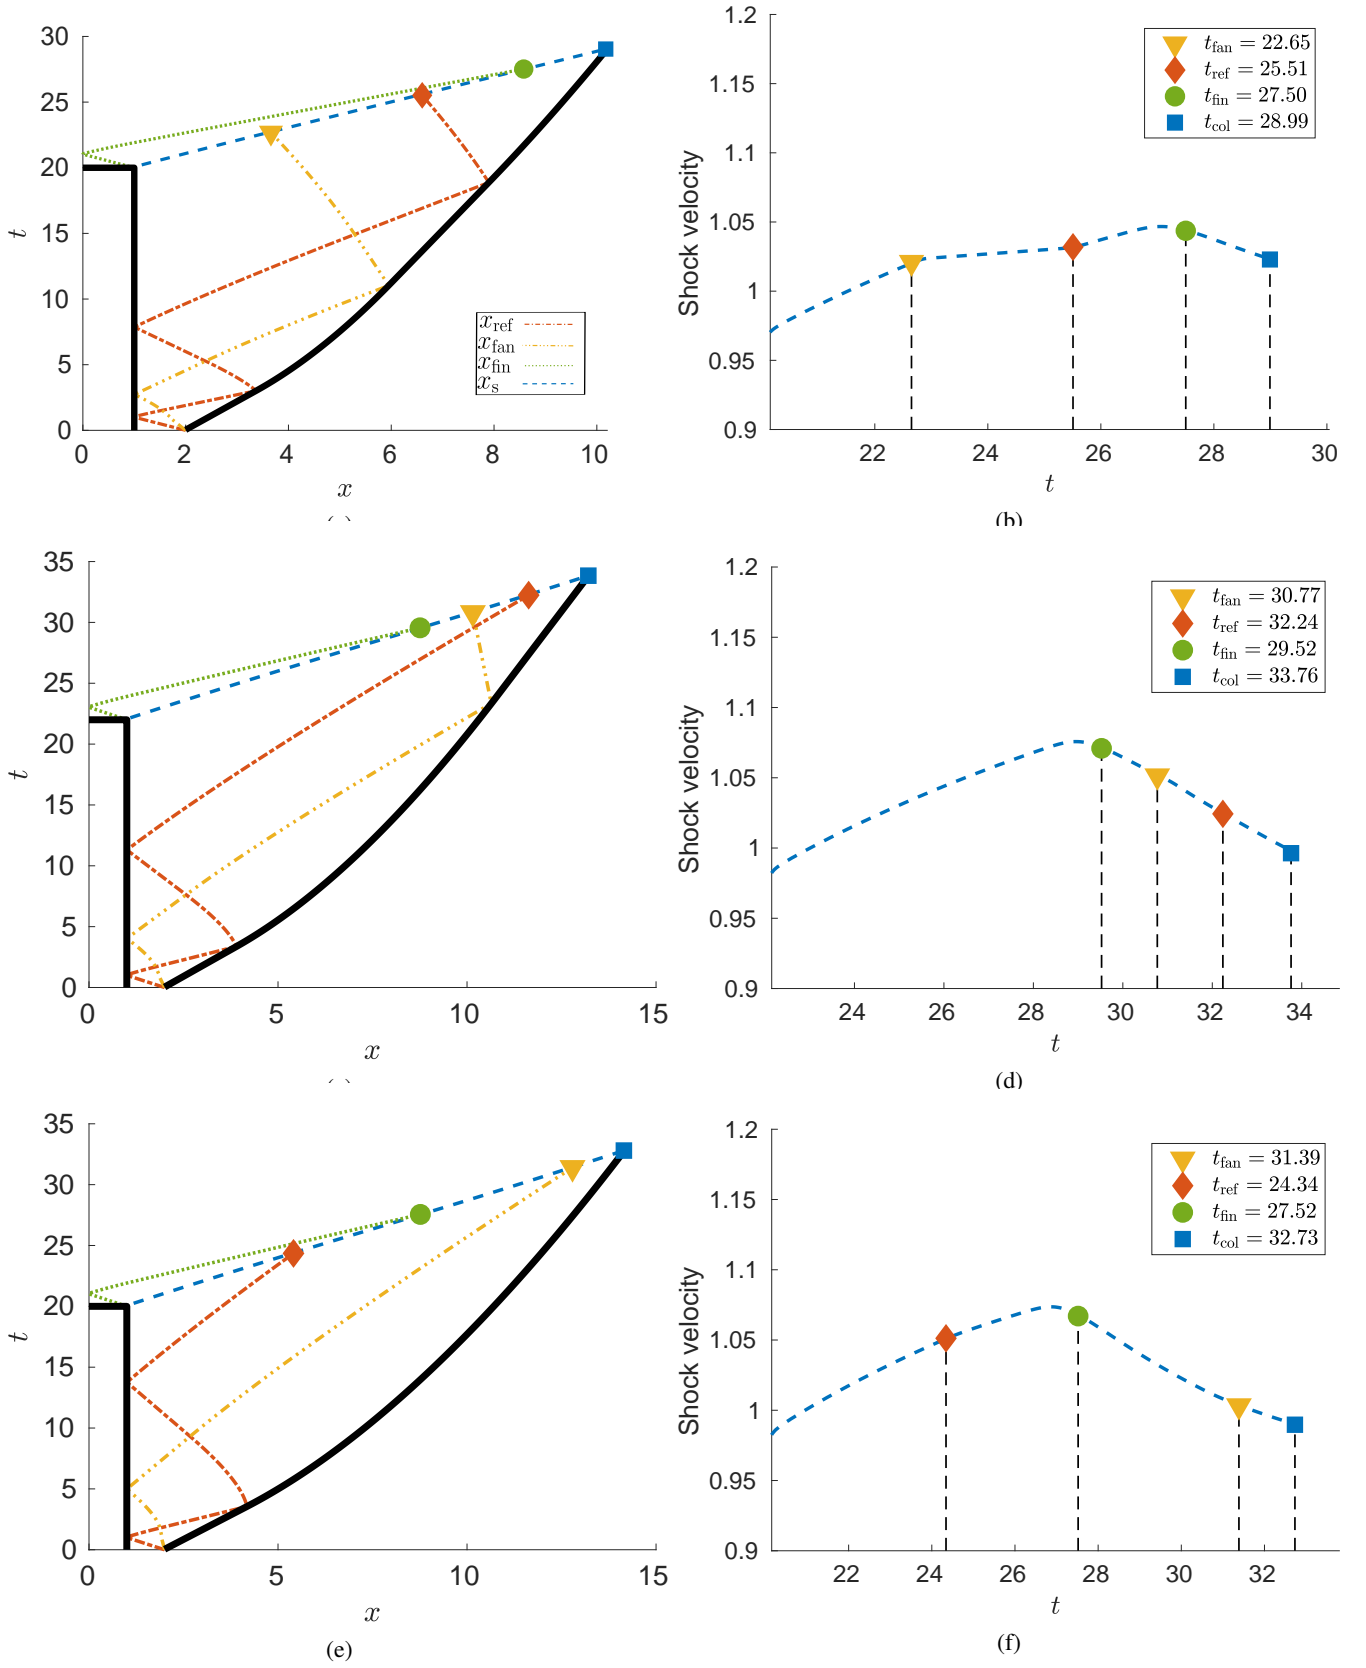 30
25
20
15
10
5
0
t
0
2
4
6
8
10
x
x_ref
x_fan
x_fin
x_s
1.2
1.15
1.1
1.05
1
0.95
0.9
Shock velocity
t_fan = 22.65
t_ref = 25.51
t_fin = 27.50
t_col = 28.99
22
24
26
28
30
t
(b)
35
30
25
20
15
10
5
0
t
0
5
10
15
x
1.2
1.15
1.1
1.05
1
0.95
0.9
Shock velocity
t_fan = 30.77
t_ref = 32.24
t_fin = 29.52
t_col = 33.76
24
26
28
30
32
34
t
(d)
35
30
25
20
15
10
5
0
t
0
5
10
15
x
(e)
1.2
1.15
1.1
1.05
1
0.95
0.9
Shock velocity
t_fan = 31.39
t_ref = 24.34
t_fin = 27.52
t_col = 32.73
22
24
26
28
30
32
t
(f)